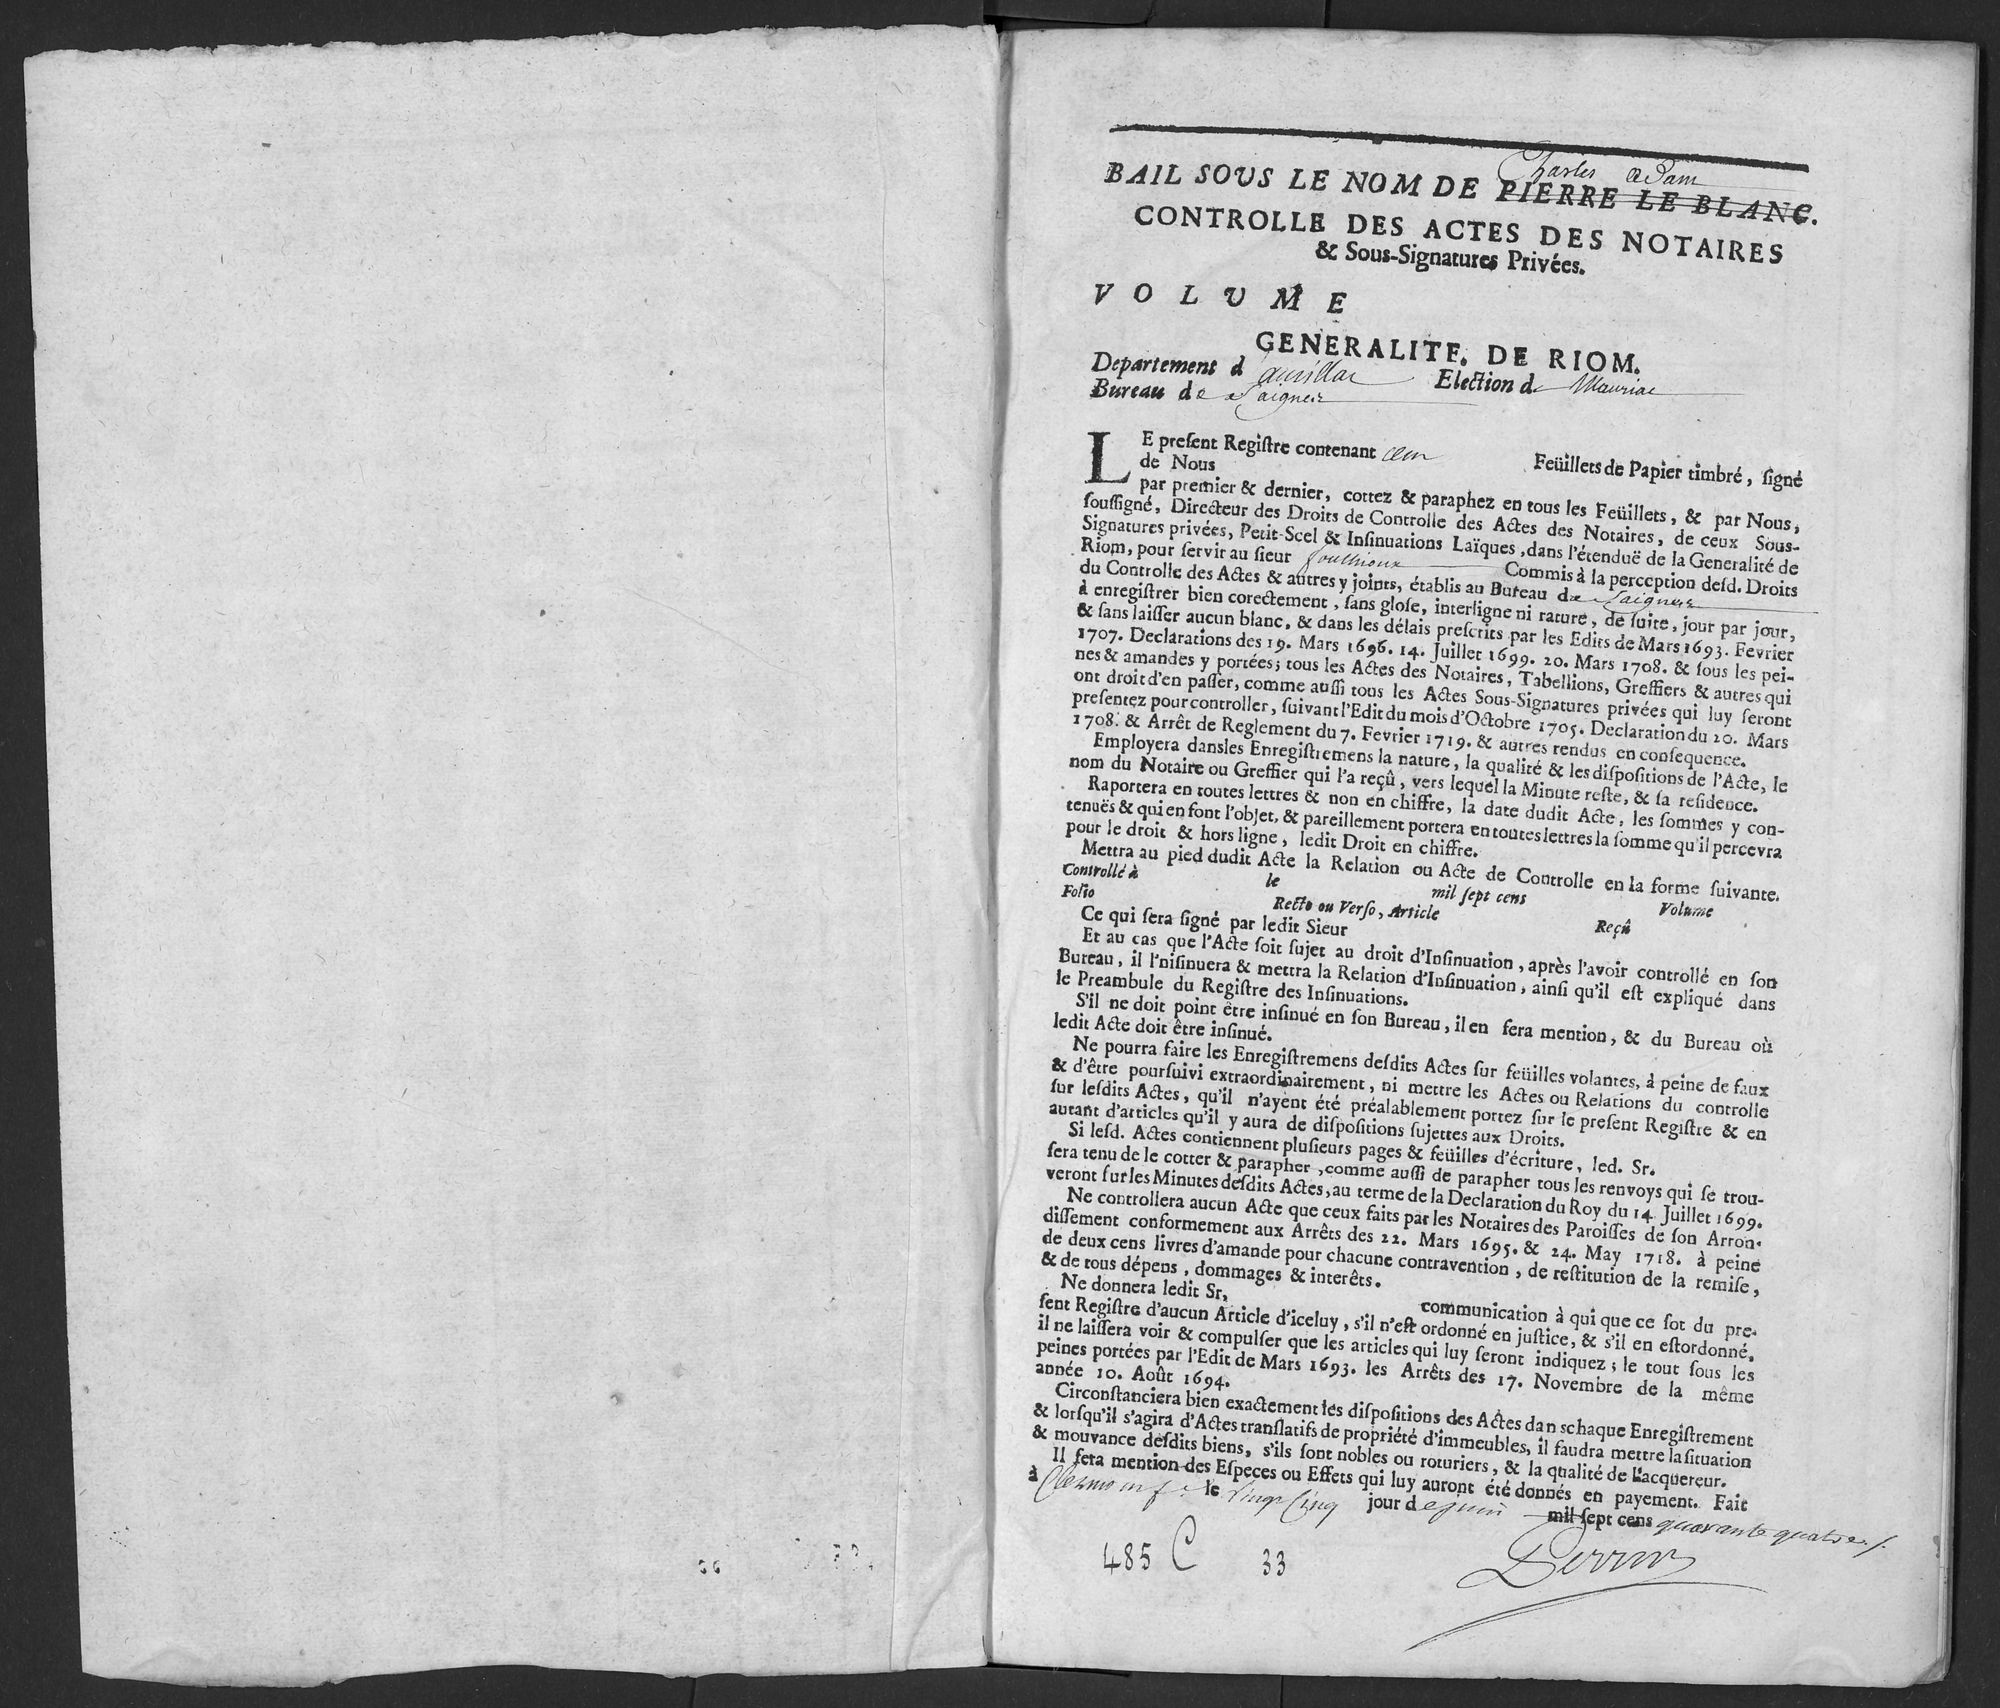 Charles Adam
BAIL SOUS LE NOM DE PIERRE LE BLANC.
CONTROLLE DES ACTES DES NOTAIRES
& Sous-Signatures Privées.
VOLUME
GENERALITE. DE RIOM.
Departement d'aurillac Election de Mauriac
Bureau de Saignes
LE preſent Regiſtre contenant cen Feüillets de Papier timbré, ſigné
de Nous
par premier & dernier, cottez & paraphez en tous les Feüillets, & par Nous,
ſouſſigné, Directeur des Droits de Controlle des Actes des Notaires, de ceux Sous-
Signatures privées, Petit-Scel & Inſinuations Laïques, dans l'étenduë de la Generalité de
Riom, pour ſervir au ſieur Commis à la perception deſd. Droits
du Controlle des Actes & autres y joints, établis au Bureau de Saignes
à enregiſtrer bien corectement, ſans gloſe, interligne ni rature, de ſuite, jour par jour,
& ſans laiſſer aucun blanc, & dans les délais preſcrits par les Edits de Mars 1693. Fevrier
1707. Declarations des 19. Mars 1696. 14. Juillet 1699. 20. Mars 1708. & ſous les pei-
nes & amandes y portées; tous les Actes des Notaires, Tabellions, Greffiers & autres qui
ont droit d'en paſſer, comme auſſi tous les Actes Sous-Signatures privées qui luy ſeront
preſentez pour controller, ſuivant l'Edit du mois d'Octobre 1705. Declaration du 20. Mars
1708. & Arrêt de Reglement du 7. Fevrier 1719. & autres rendus en conſequence.
Employera dansles Enregiſtremens la nature, la qualité & les diſpoſitions de l'Acte, le
nom du Notaire ou Greffier qui l'a reçû, vers lequel la Minute reſte, & ſa reſidence.
Raportera en toutes lettres & non en chiffre, la date dudit Acte, les ſommes y con-
tenuës & qui en font l'objet, & pareillement portera en toutes lettres la ſomme qu'il percevra
pour le droit & hors ligne, ledit Droit en chiffre.
Mettra au pied dudit Acte la Relation ou Acte de Controlle en la forme ſuivante.
Controllé à le mil ſept cens Volume
Folio Recto ou Verſo, Article Reçû
Ce qui ſera ſigné par ledit Sieur
Et au cas que l'Acte ſoit ſujet au droit d'Inſinuation, après l'avoir controllé en ſon
Bureau, il l'niſinuera & mettra la Relation d'Inſinuation, ainſi qu'il eſt expliqué dans
le Preambule du Regiſtre des Inſinuations.
S'il ne doit point être inſinué en ſon Bureau, il en ſera mention, & du Bureau où
ledit Acte doit être inſinué.
Ne pourra faire les Enregiſtremens deſdits Actes ſur feüilles volantes, à peine de faux
& d'être pourſuivi extraordinairement, ni mettre les Actes ou Relations du controlle
ſur leſdits Actes, qu'il n'ayent été préalablement portez ſur le preſent Regiſtre & en
autant d'articles qu'il y aura de diſpoſitions ſujettes aux Droits.
Si leſd. Actes contiennent pluſieurs pages & feüilles d'écriture, led. Sr.
ſera tenu de le cotter & parapher, comme auſſi de parapher tous les renvoys qui ſe trou-
veront ſur les Minutes deſdits Actes, au terme de la Declaration du Roy du 14 Juillet 1699.
Ne controllera aucun Acte que ceux faits par les Notaires des Paroiſſes de ſon Arron-
diſſement conformement aux Arrêts des 22. Mars 1695. & 24. May 1718. à peine
de deux cens livres d'amande pour chacune contravention, de reſtitution de la remiſe,
& de tous dépens, dommages & interêts.
Ne donnera ledit Sr. communication à qui que ce ſot du pre-
ſent Regiſtre d'aucun Article d'iceluy, s'il n'eſt ordonné en juſtice, & s'il en eſtordonné,
il ne laiſſera voir & compulſer que les articles qui luy ſeront indiquez; le tout ſous les
peines portées par l'Edit de Mars 1693. les Arrêts des 17. Novembre de la même
année 10. Août 1694.
Circonſtanciera bien exactement les diſpoſitions des Actes dan schaque Enregiſtrement
& lorſqu'il s'agira d'Actes tranſlatifs de propriété d'immeubles, il faudra mettre la ſituation
& mouvance deſdits biens, s'ils ſont nobles ou roturiers, & la qualité de l'acquereur.
Il ſera mention des Eſpeces ou Effets qui luy auront été donnés en payement. Fait
à Clermont f. le vingt Cinq jour de juin mil ſept cens quarante quatre /.
Perrin
485 C 33